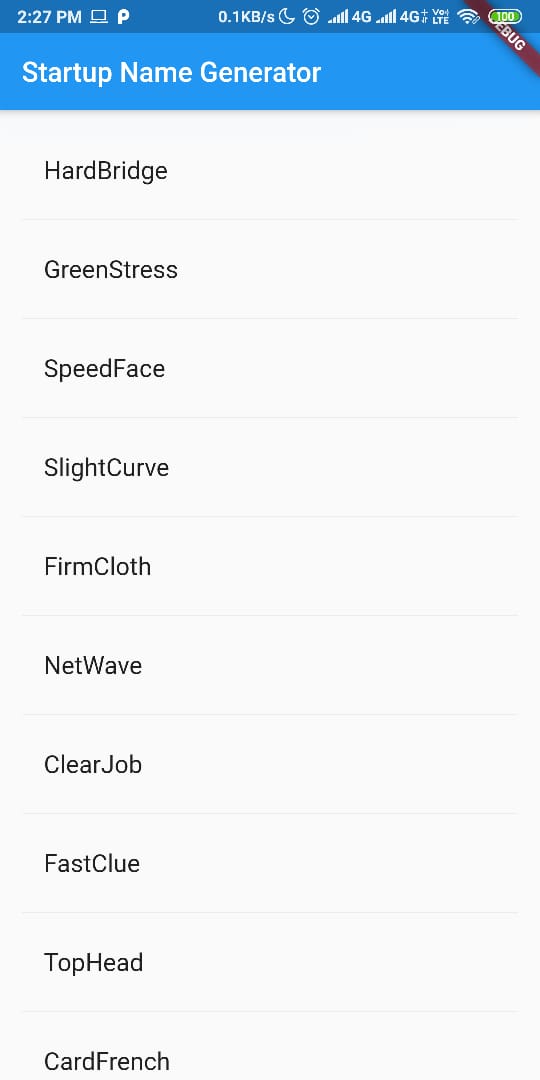 2:27 PM P 0.1KB/s 4G 4G+ Vo LTE 100
DEBUG
Startup Name Generator
HardBridge
GreenStress
SpeedFace
SlightCurve
FirmCloth
NetWave
ClearJob
FastClue
TopHead
CardFrench